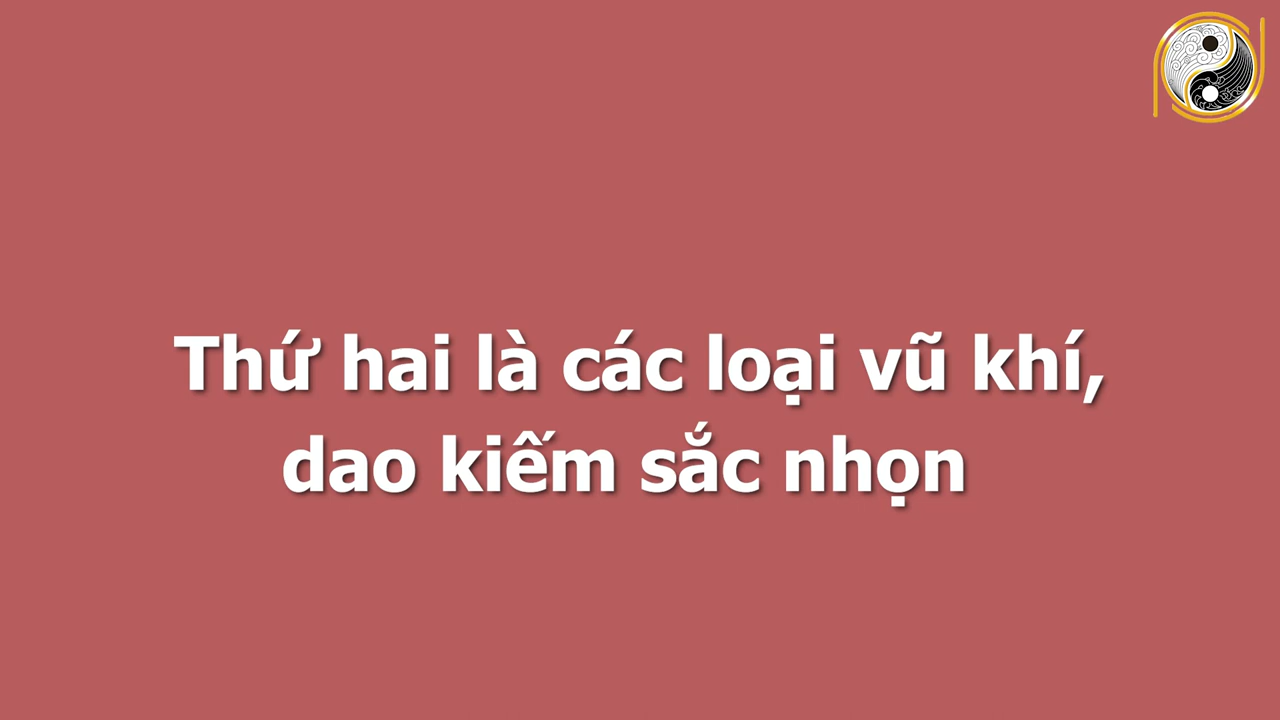 Thứ hai là các loại vũ khí,
dao kiếm sắc nhọn